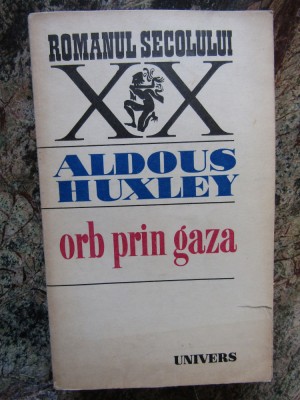 ROMANUL SECOLULUI
XX
ALDOUS
HUXLEY
orb prin gaza
UNIVERS